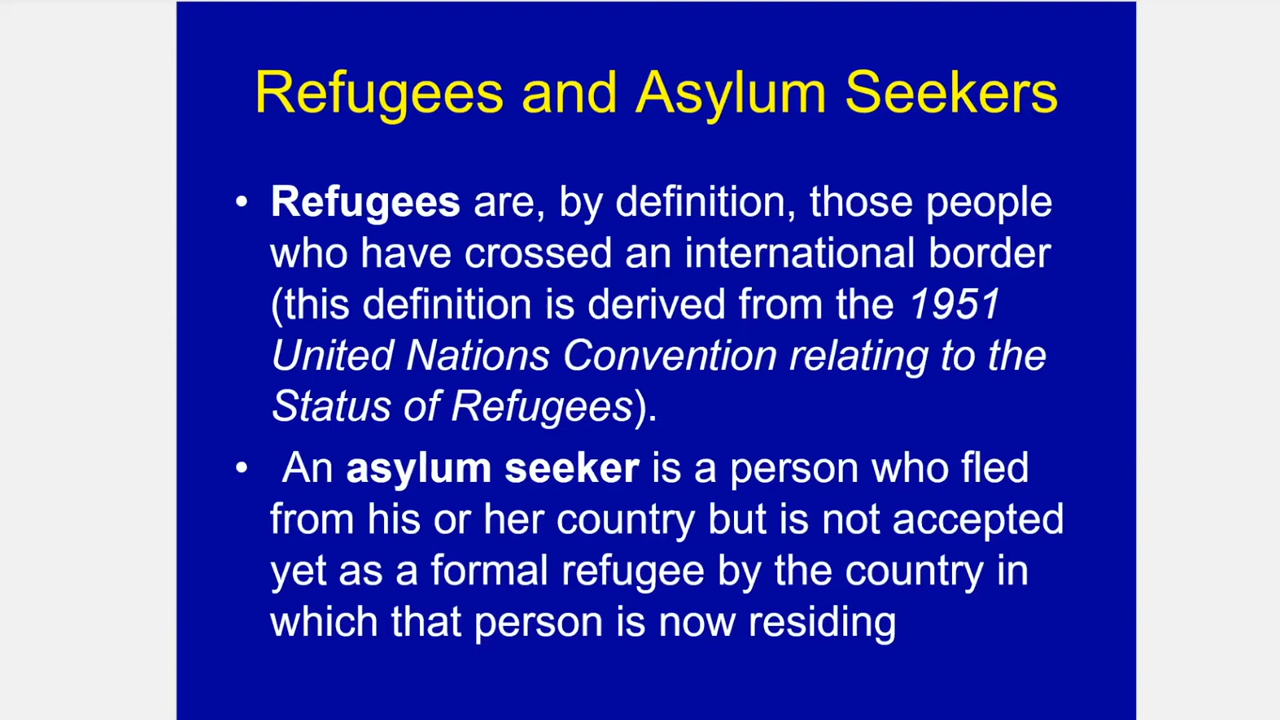 Refugees and Asylum Seekers
• Refugees are, by definition, those people
who have crossed an international border
(this definition is derived from the 1951
United Nations Convention relating to the
Status of Refugees).
• An asylum seeker is a person who fled
from his or her country but is not accepted
yet as a formal refugee by the country in
which that person is now residing